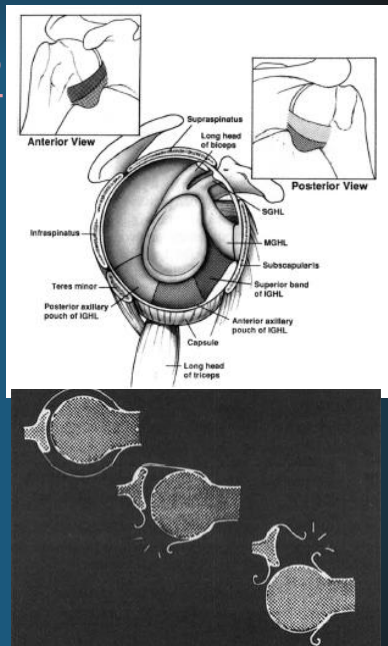 Anterior View
Supraspinatus
Long head
of biceps
Posterior View
SGHL
MGHL
Infraspinatus
Subscapularis
Teres minor
Superior band
of IGHL
Posterior axillary
pouch of IGHL
Anterior axillary
pouch of IGHL
Capsule
Long head
of triceps